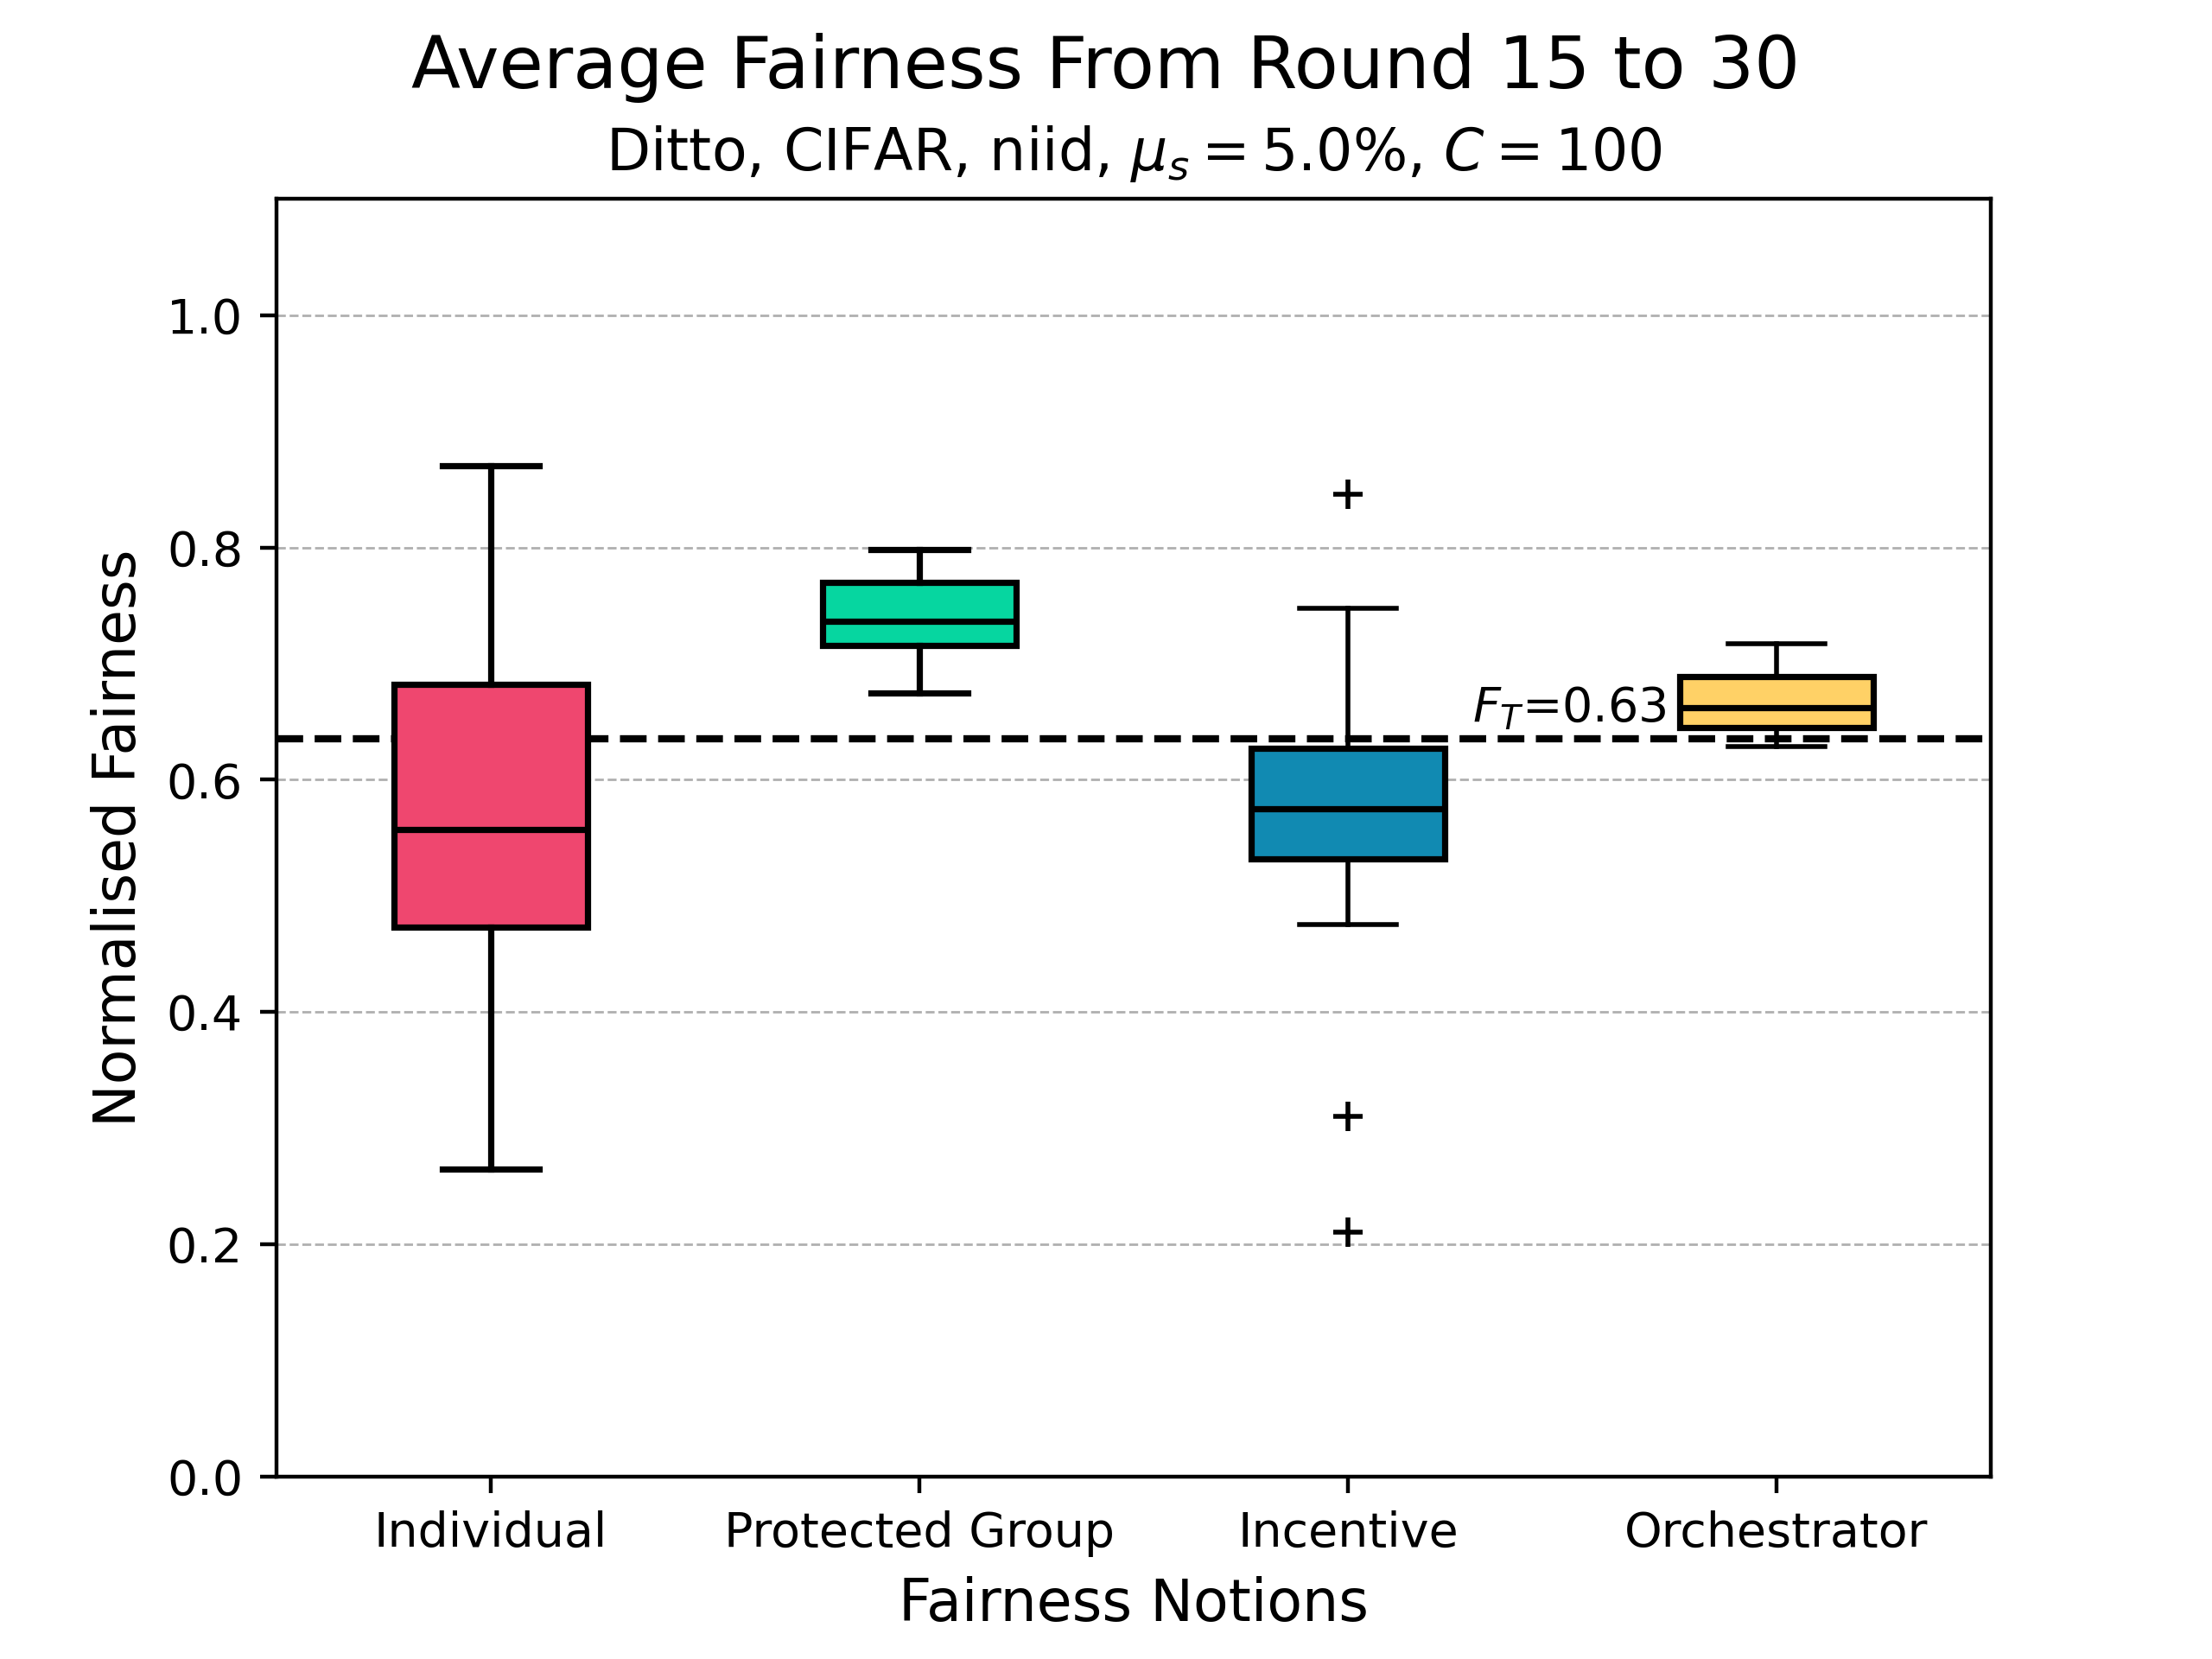 Average Fairness From Round 15 to 30
Ditto, CIFAR, niid, μₛ = 5.0%, C = 100
Normalised Fairness
1.0
0.8
0.6
0.4
0.2
0.0
F_T=0.63
Individual
Protected Group
Incentive
Orchestrator
Fairness Notions